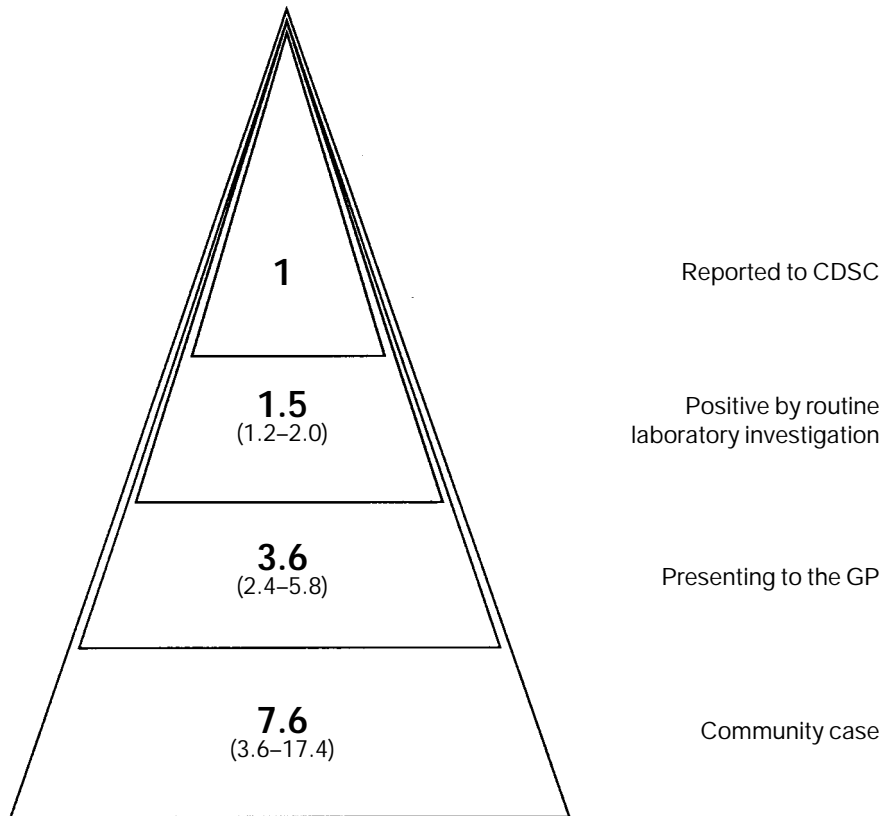 1
Reported to CDSC
1.5
(1.2–2.0)
Positive by routine
laboratory investigation
3.6
(2.4–5.8)
Presenting to the GP
7.6
(3.6–17.4)
Community case